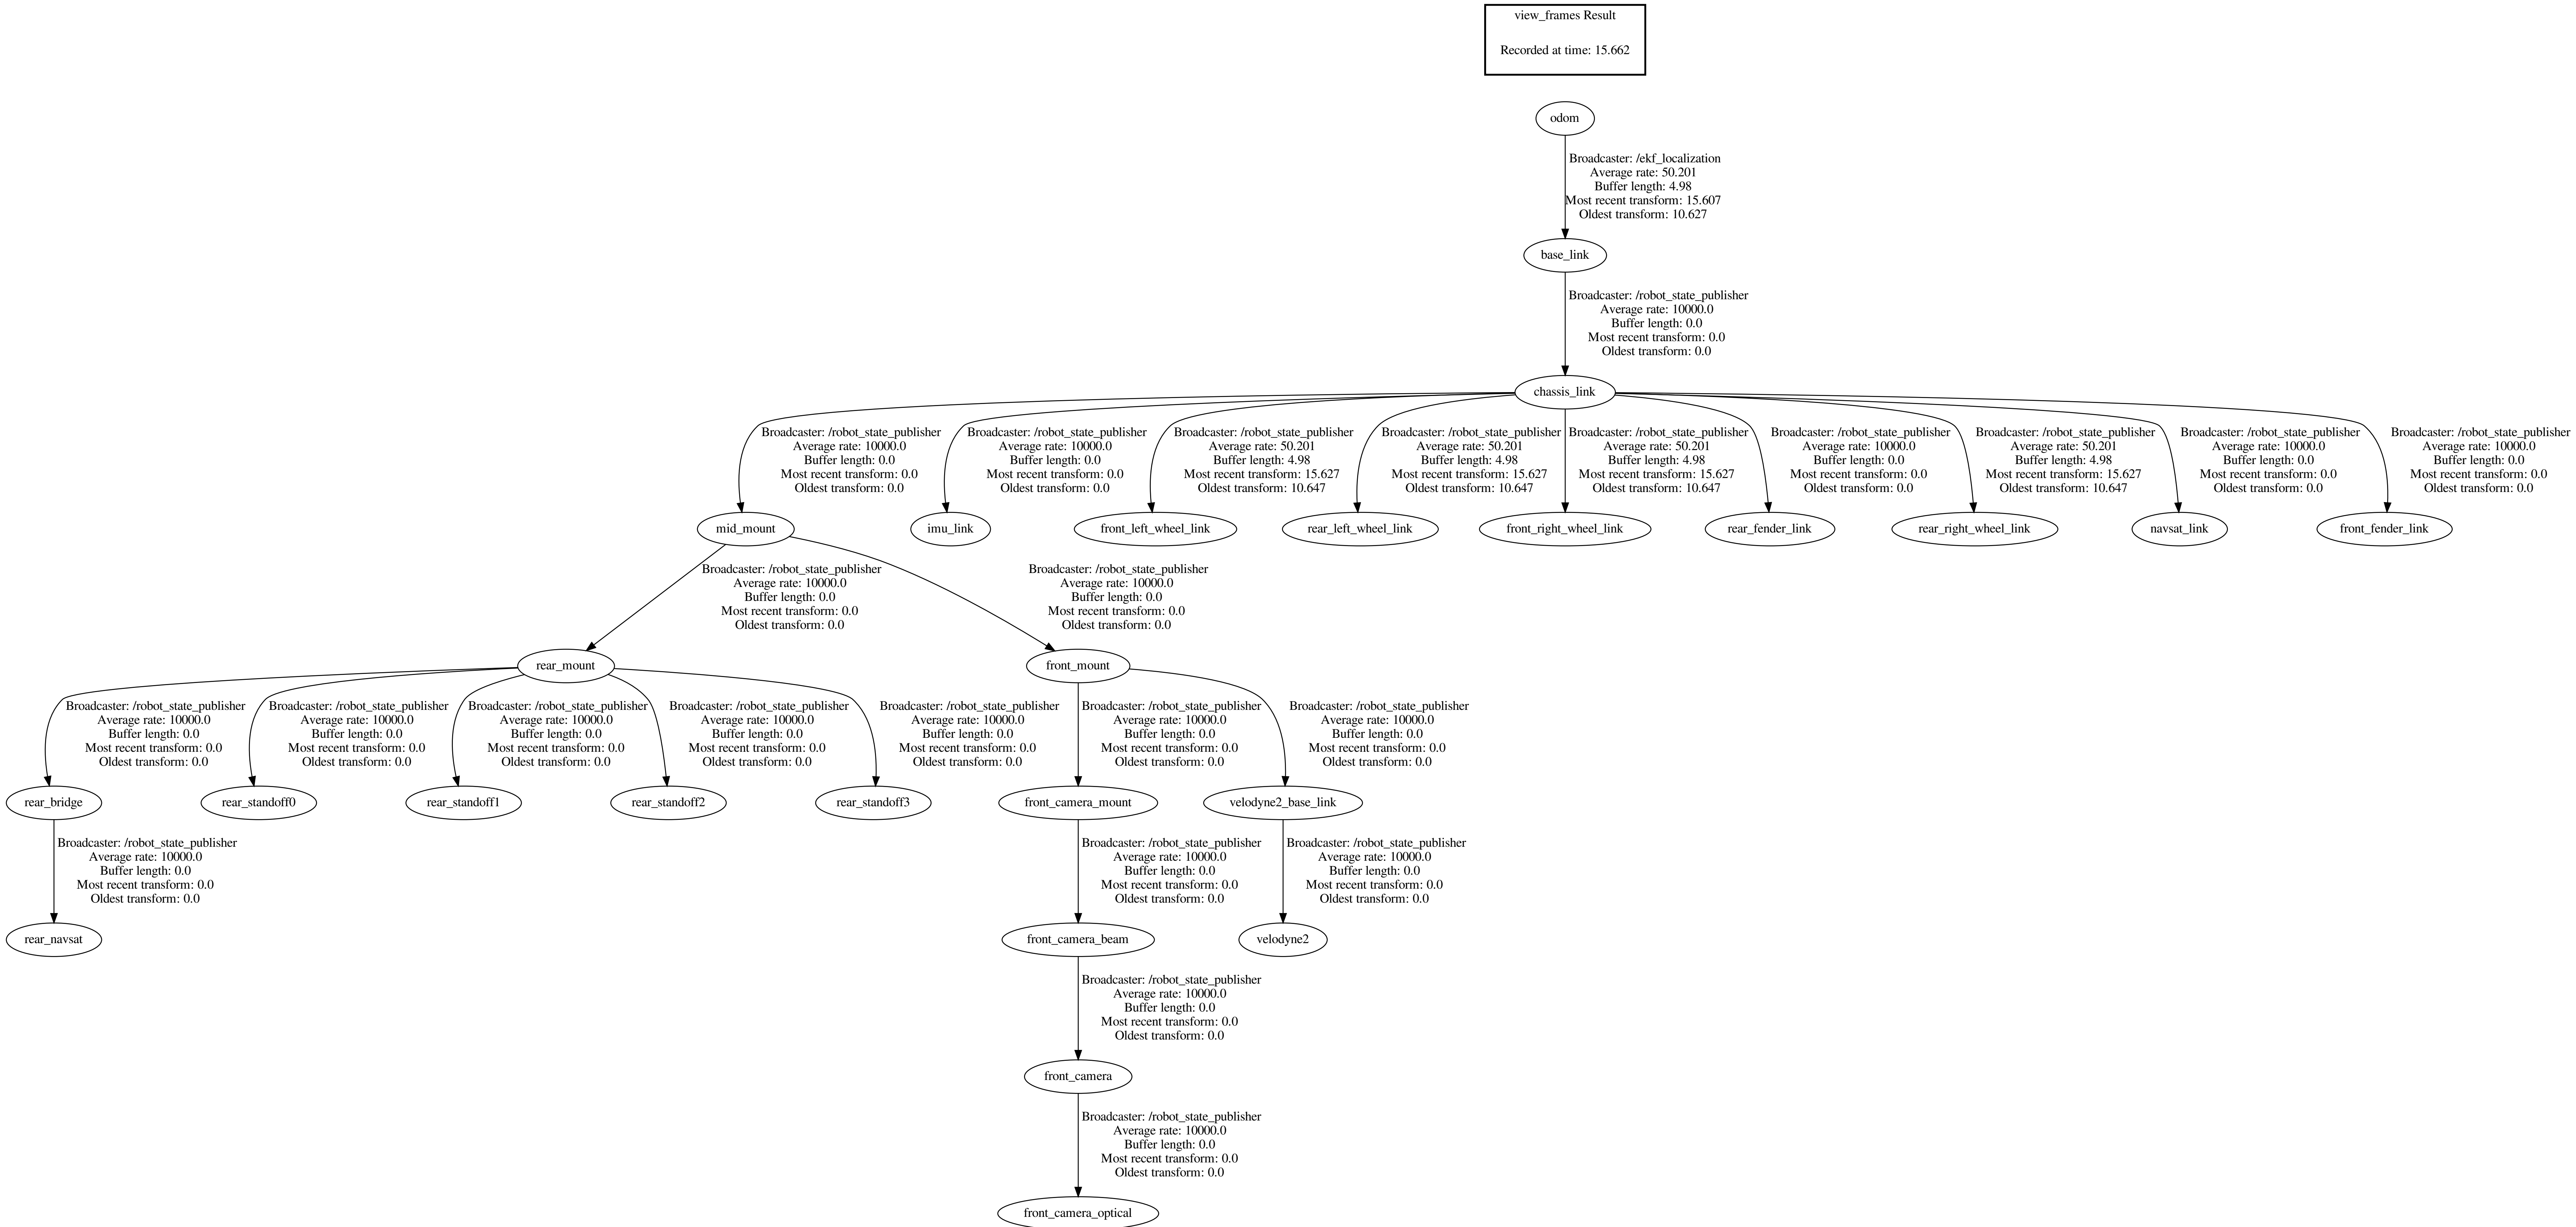 view_frames Result
Recorded at time: 15.662
odom
Broadcaster: /ekf_localization
Average rate: 50.201
Buffer length: 4.98
Most recent transform: 15.607
Oldest transform: 10.627
base_link
Broadcaster: /robot_state_publisher
Average rate: 10000.0
Buffer length: 0.0
Most recent transform: 0.0
Oldest transform: 0.0
chassis_link
Broadcaster: /robot_state_publisher
Average rate: 10000.0
Buffer length: 0.0
Most recent transform: 0.0
Oldest transform: 0.0
Broadcaster: /robot_state_publisher
Average rate: 10000.0
Buffer length: 0.0
Most recent transform: 0.0
Oldest transform: 0.0
Broadcaster: /robot_state_publisher
Average rate: 50.201
Buffer length: 4.98
Most recent transform: 15.627
Oldest transform: 10.647
Broadcaster: /robot_state_publisher
Average rate: 50.201
Buffer length: 4.98
Most recent transform: 15.627
Oldest transform: 10.647
Broadcaster: /robot_state_publisher
Average rate: 50.201
Buffer length: 4.98
Most recent transform: 15.627
Oldest transform: 10.647
Broadcaster: /robot_state_publisher
Average rate: 10000.0
Buffer length: 0.0
Most recent transform: 0.0
Oldest transform: 0.0
Broadcaster: /robot_state_publisher
Average rate: 50.201
Buffer length: 4.98
Most recent transform: 15.627
Oldest transform: 10.647
Broadcaster: /robot_state_publisher
Average rate: 10000.0
Buffer length: 0.0
Most recent transform: 0.0
Oldest transform: 0.0
Broadcaster: /robot_state_publisher
Average rate: 10000.0
Buffer length: 0.0
Most recent transform: 0.0
Oldest transform: 0.0
mid_mount
imu_link
front_left_wheel_link
rear_left_wheel_link
front_right_wheel_link
rear_fender_link
rear_right_wheel_link
navsat_link
front_fender_link
Broadcaster: /robot_state_publisher
Average rate: 10000.0
Buffer length: 0.0
Most recent transform: 0.0
Oldest transform: 0.0
Broadcaster: /robot_state_publisher
Average rate: 10000.0
Buffer length: 0.0
Most recent transform: 0.0
Oldest transform: 0.0
rear_mount
front_mount
Broadcaster: /robot_state_publisher
Average rate: 10000.0
Buffer length: 0.0
Most recent transform: 0.0
Oldest transform: 0.0
Broadcaster: /robot_state_publisher
Average rate: 10000.0
Buffer length: 0.0
Most recent transform: 0.0
Oldest transform: 0.0
Broadcaster: /robot_state_publisher
Average rate: 10000.0
Buffer length: 0.0
Most recent transform: 0.0
Oldest transform: 0.0
Broadcaster: /robot_state_publisher
Average rate: 10000.0
Buffer length: 0.0
Most recent transform: 0.0
Oldest transform: 0.0
Broadcaster: /robot_state_publisher
Average rate: 10000.0
Buffer length: 0.0
Most recent transform: 0.0
Oldest transform: 0.0
Broadcaster: /robot_state_publisher
Average rate: 10000.0
Buffer length: 0.0
Most recent transform: 0.0
Oldest transform: 0.0
Broadcaster: /robot_state_publisher
Average rate: 10000.0
Buffer length: 0.0
Most recent transform: 0.0
Oldest transform: 0.0
rear_bridge
rear_standoff0
rear_standoff1
rear_standoff2
rear_standoff3
front_camera_mount
velodyne2_base_link
Broadcaster: /robot_state_publisher
Average rate: 10000.0
Buffer length: 0.0
Most recent transform: 0.0
Oldest transform: 0.0
Broadcaster: /robot_state_publisher
Average rate: 10000.0
Buffer length: 0.0
Most recent transform: 0.0
Oldest transform: 0.0
Broadcaster: /robot_state_publisher
Average rate: 10000.0
Buffer length: 0.0
Most recent transform: 0.0
Oldest transform: 0.0
rear_navsat
front_camera_beam
velodyne2
Broadcaster: /robot_state_publisher
Average rate: 10000.0
Buffer length: 0.0
Most recent transform: 0.0
Oldest transform: 0.0
front_camera
Broadcaster: /robot_state_publisher
Average rate: 10000.0
Buffer length: 0.0
Most recent transform: 0.0
Oldest transform: 0.0
front_camera_optical